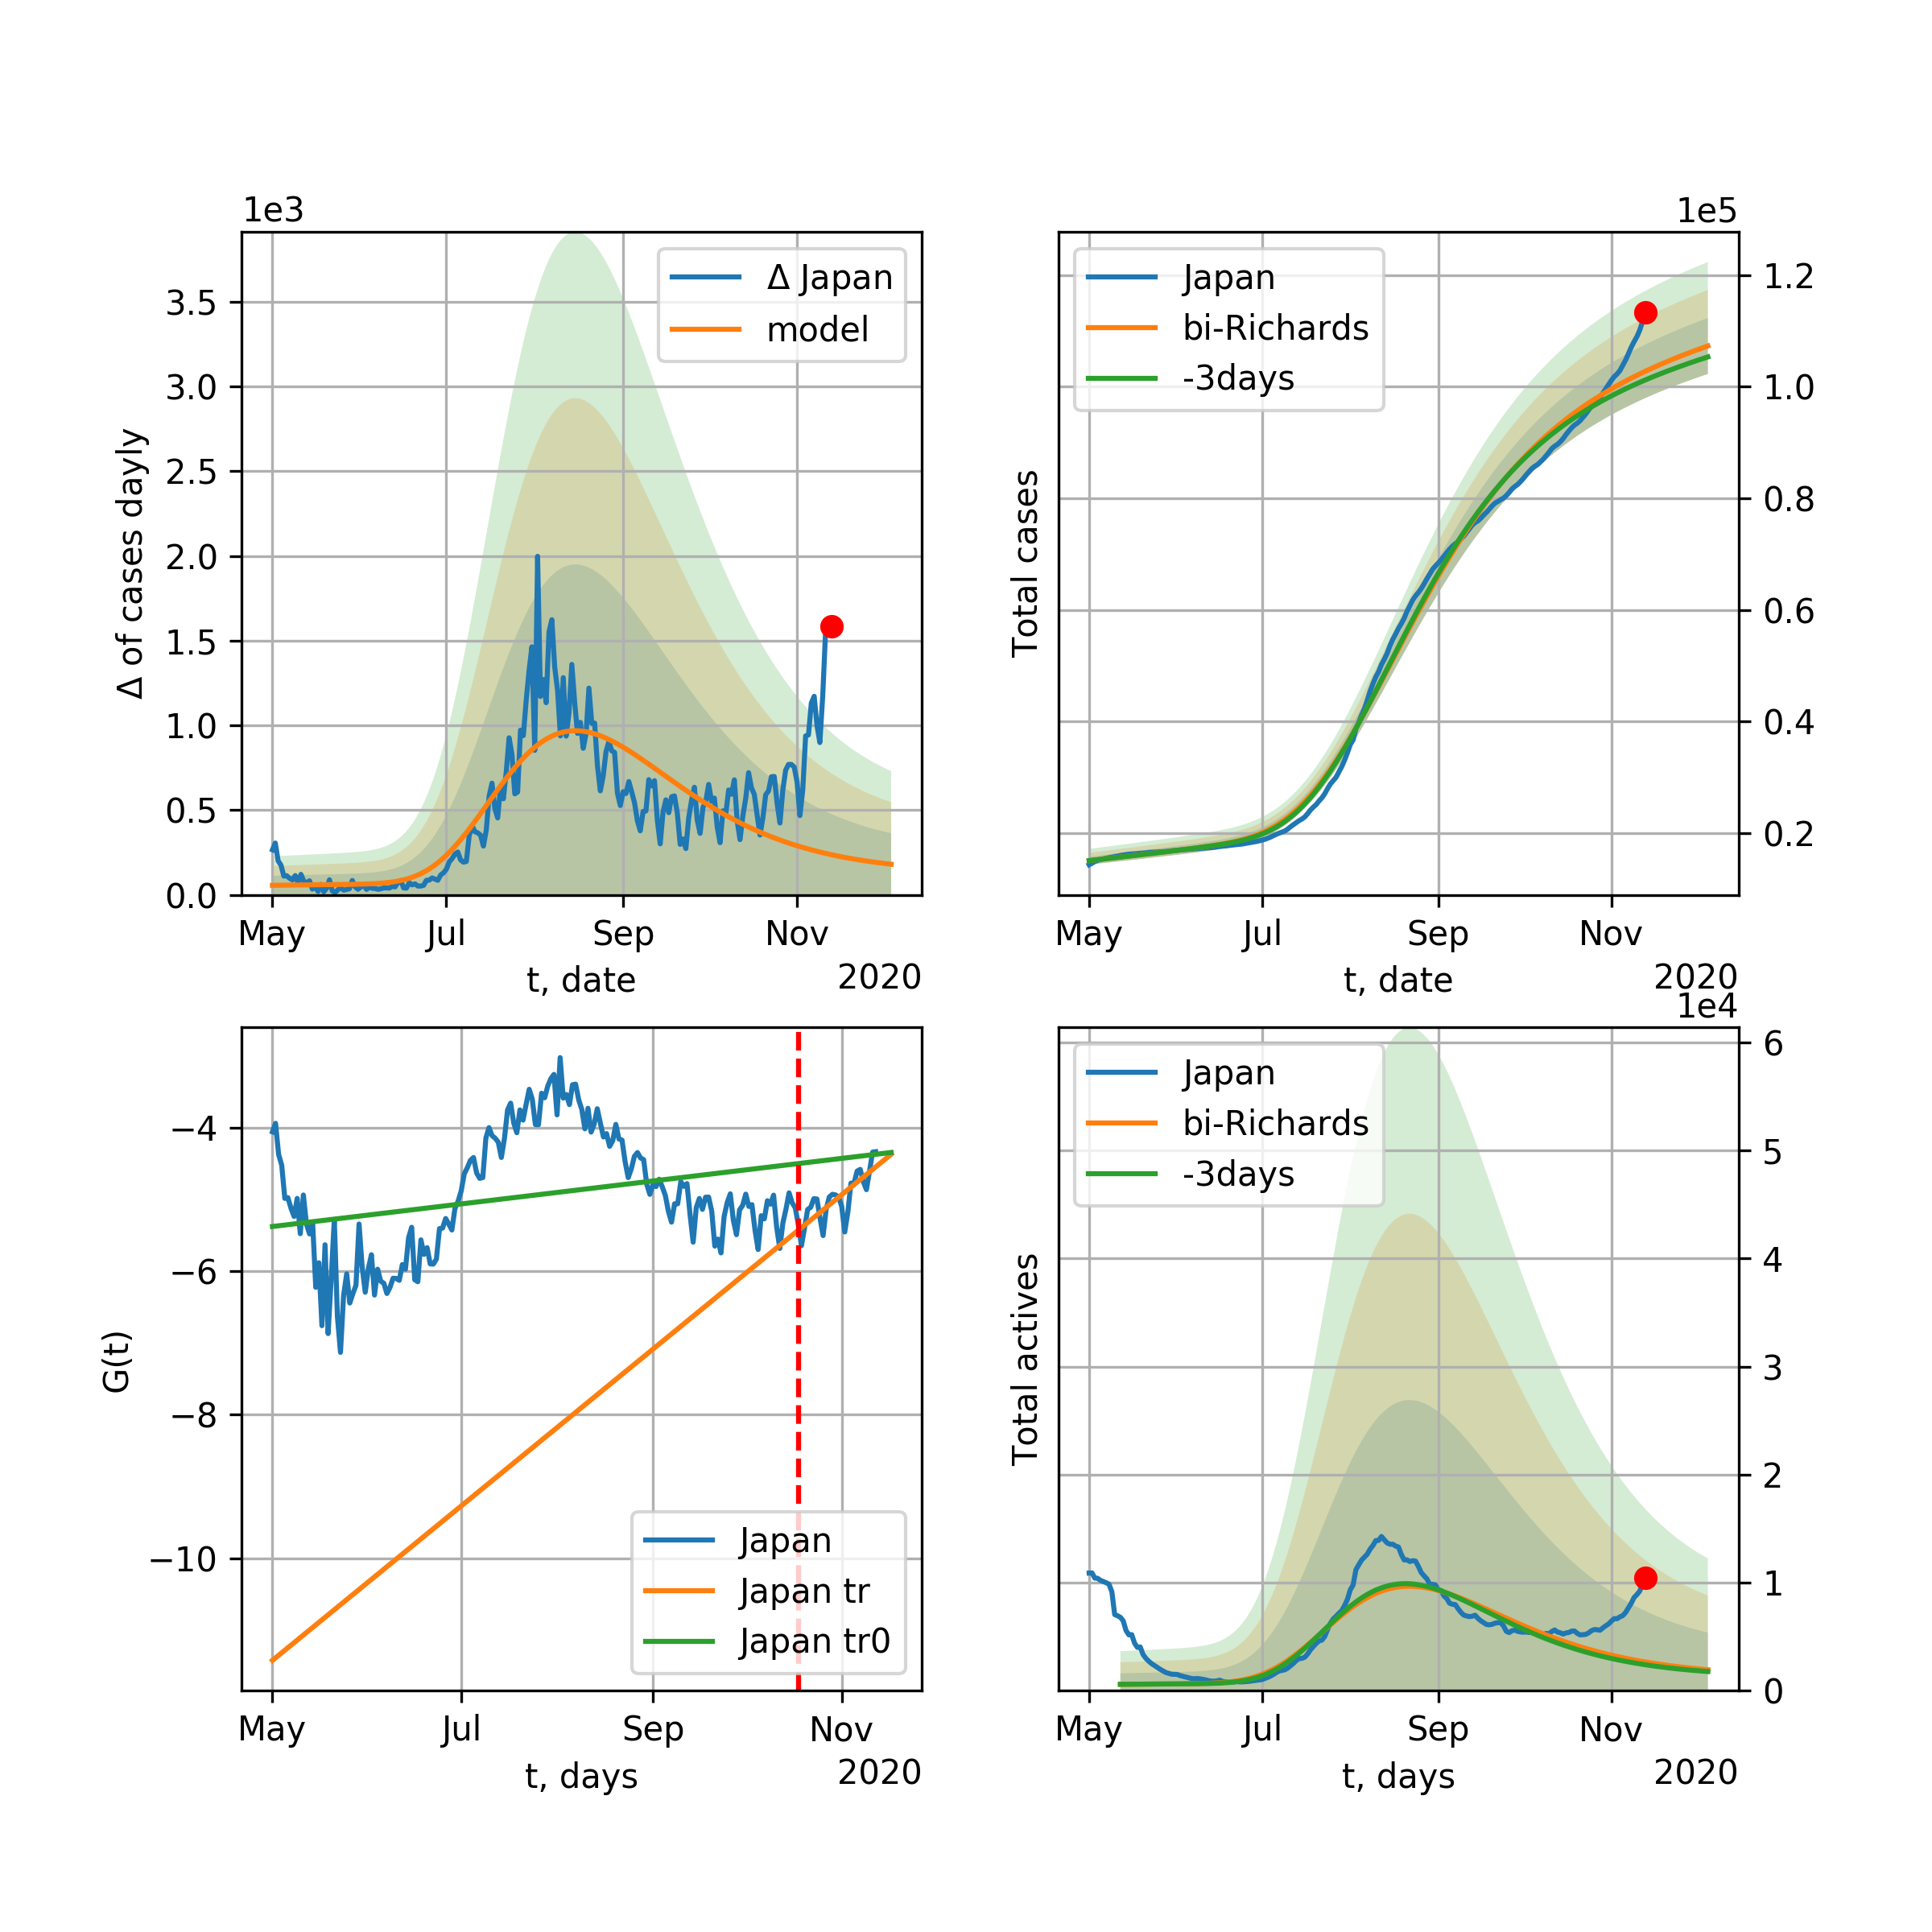 1e3
3.5
3.0
2.5
2.0
1.5
1.0
0.5
0.0
Δ of cases dayly
Δ Japan
model
May
Jul
Sep
Nov
t, date
2020
1e5
Japan
bi-Richards
-3days
1.2
1.0
0.8
0.6
0.4
0.2
Total cases
May
Jul
Sep
Nov
t, date
2020
−4
−6
−8
−10
G(t)
Japan
Japan tr
Japan tr0
May
Jul
Sep
Nov
t, days
2020
1e4
Japan
bi-Richards
-3days
6
5
4
3
2
1
0
Total actives
May
Jul
Sep
Nov
t, days
2020